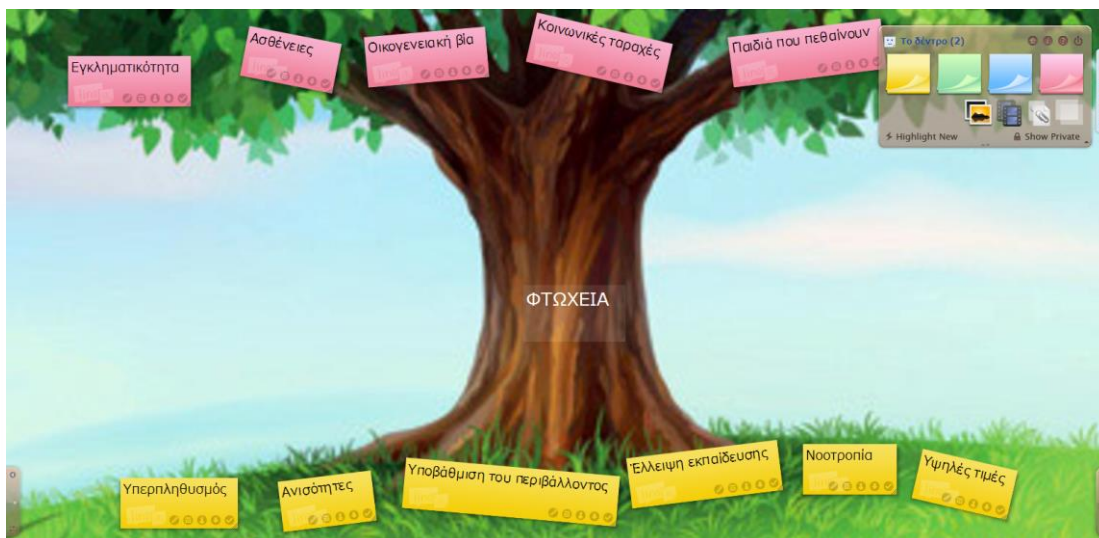 Εγκληματικότητα
Ασθένειες
Οικογενειακή βία
Κοινωνικές ταραχές
Παιδιά που πεθαίνουν
Το δέντρο (2)
Highlight New
Show Private
ΦΤΩΧΕΙΑ
Υπερπληθυσμός
Ανισότητες
Υποβάθμιση του περιβάλλοντος
Έλλειψη εκπαίδευσης
Νοοτροπία
Υψηλές τιμές